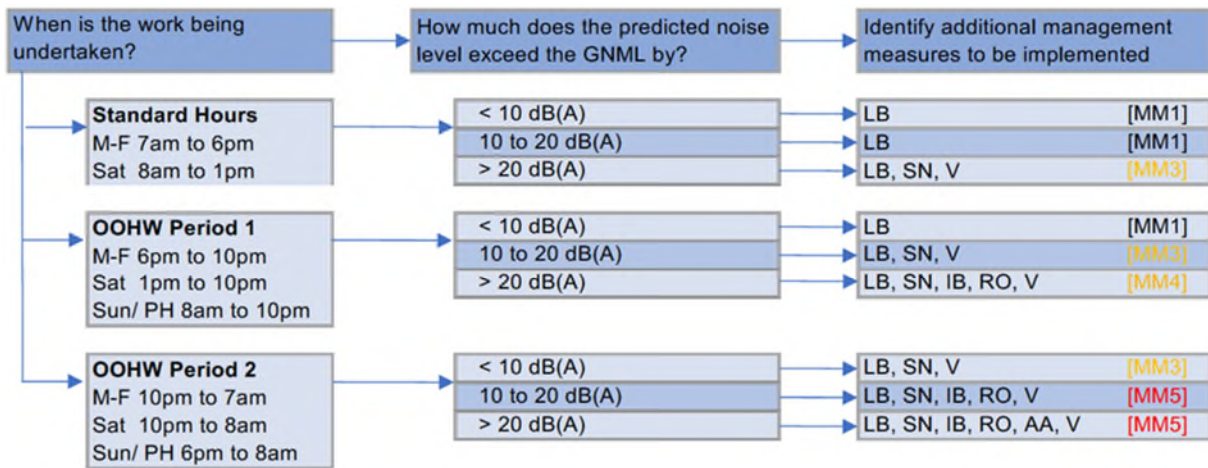 When is the work being
undertaken?
How much does the predicted noise
level exceed the GNML by?
Identify additional management
measures to be implemented
Standard Hours
M-F 7am to 6pm
Sat 8am to 1pm
< 10 dB(A)
10 to 20 dB(A)
> 20 dB(A)
LB [MM1]
LB [MM1]
LB, SN, V [MM3]
OOHW Period 1
M-F 6pm to 10pm
Sat 1pm to 10pm
Sun/ PH 8am to 10pm
< 10 dB(A)
10 to 20 dB(A)
> 20 dB(A)
LB [MM1]
LB, SN, V [MM3]
LB, SN, IB, RO, V [MM4]
OOHW Period 2
M-F 10pm to 7am
Sat 10pm to 8am
Sun/ PH 6pm to 8am
< 10 dB(A)
10 to 20 dB(A)
> 20 dB(A)
LB, SN, V [MM3]
LB, SN, IB, RO, V [MM5]
LB, SN, IB, RO, AA, V [MM5]